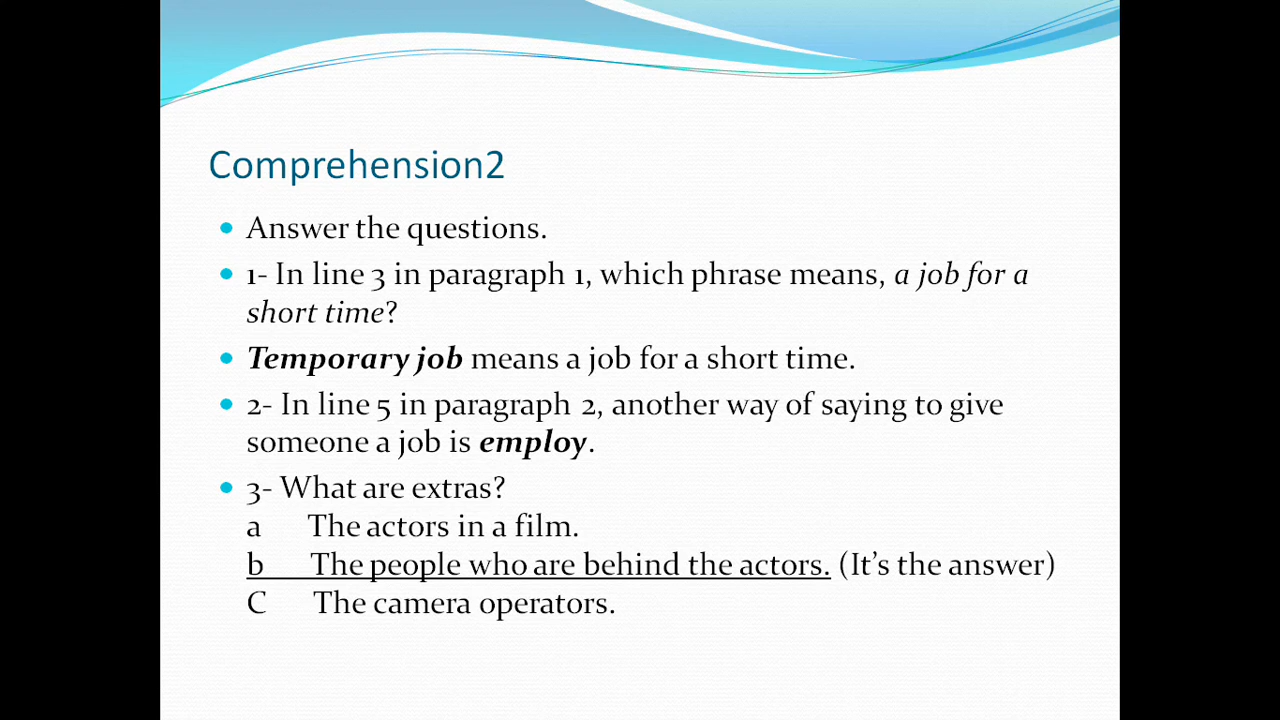 Comprehension2
Answer the questions.
1- In line 3 in paragraph 1, which phrase means, a job for a
short time?
Temporary job means a job for a short time.
2- In line 5 in paragraph 2, another way of saying to give
someone a job is employ.
3- What are extras?
a The actors in a film.
b The people who are behind the actors. (It's the answer)
C The camera operators.